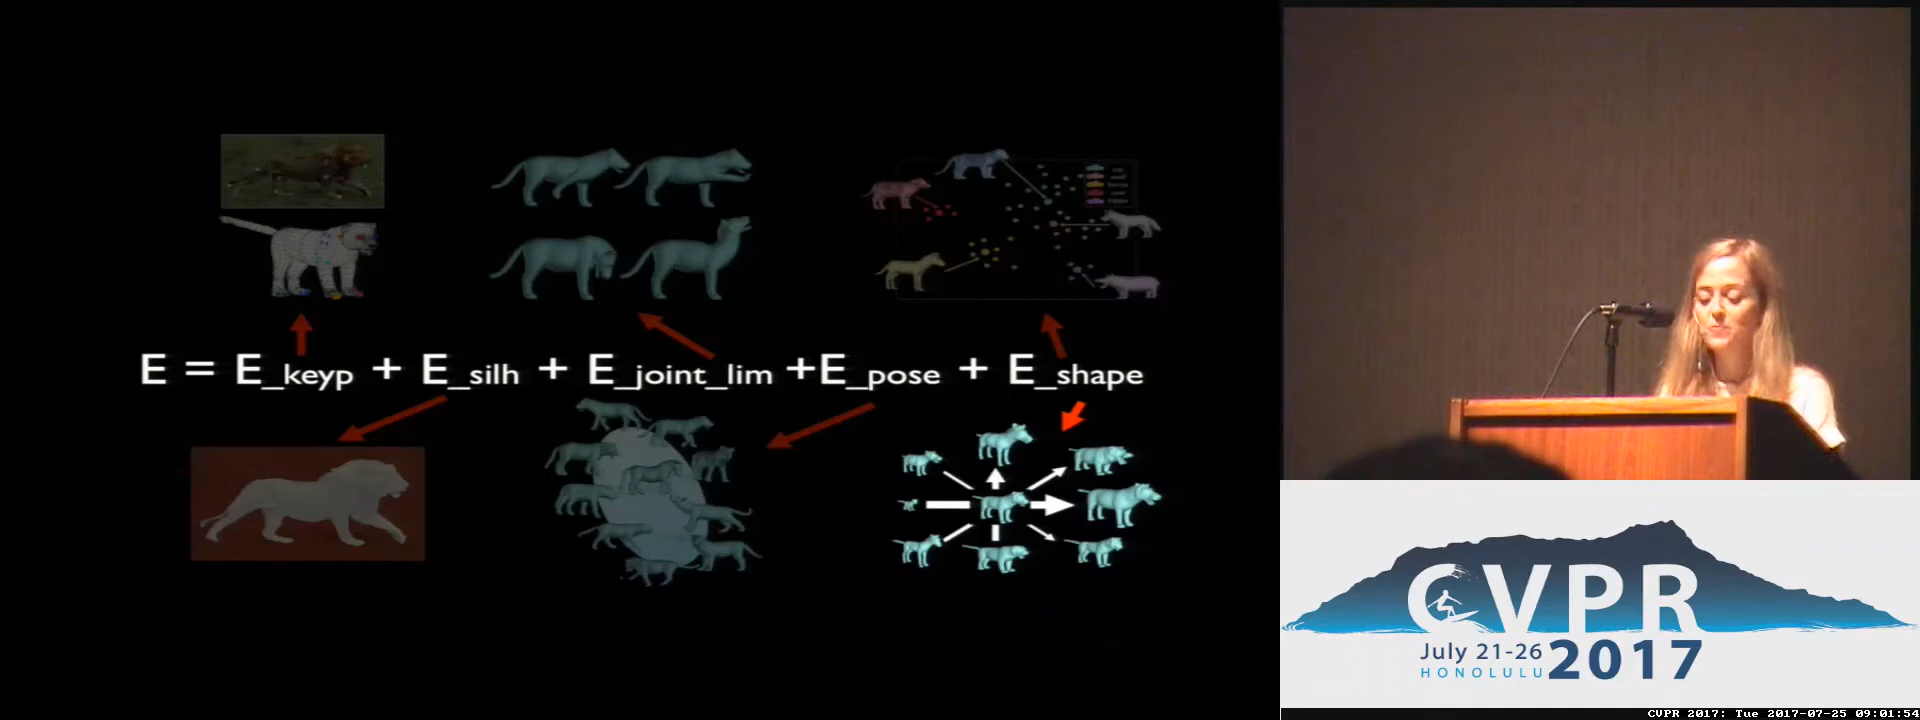 E = E_keyp + E_silh + E_joint_lim +E_pose + E_shape
CVPR
July 21-26 2017
HONOLULU
CVPR 2017: Tue 2017-07-25 09:01:54